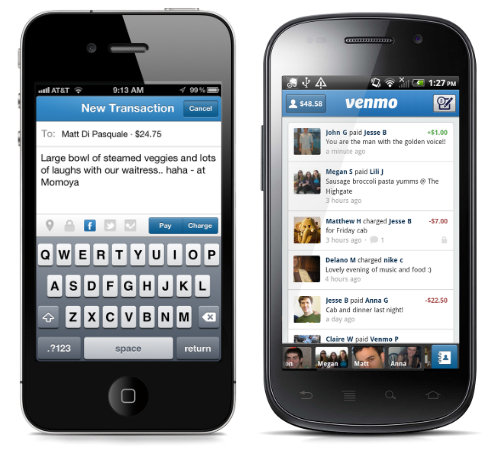 AT&T 9:13 AM 99%
New Transaction
Cancel
To: Matt Di Pasquale · $24.75
Large bowl of steamed veggies and lots
of laughs with our waitress.. haha - at
Momoya
Pay
Charge
Q W E R T Y U I O P
A S D F G H J K L
Z X C V B N M
.?123
space
return
1:27 PM
$48.58
venmo
John G paid Jesse B +$1.00
You are the man with the golden voice!!
a minute ago
Megan S paid Lili J
Sausage broccoli pasta yumms @ The
Highgate
3 hours ago
Matthew H charged Jesse B -$7.00
for Friday cab
3 hours ago · 1
Delano M charged nike c
Lovely evening of music and food :)
4 hours ago
Jesse B paid Anna G -$22.50
Cab and dinner last night!
a day ago
Claire W paid Venmo P
on
Megan
Matt
Anna